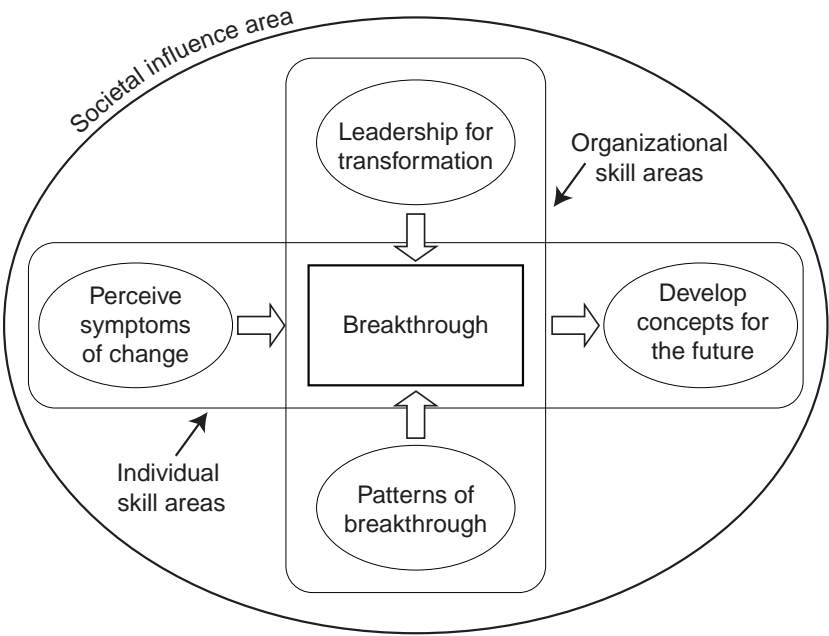 Societal influence area
Leadership for
transformation
Organizational
skill areas
Perceive
symptoms
of change
Breakthrough
Develop
concepts for
the future
Individual
skill areas
Patterns of
breakthrough